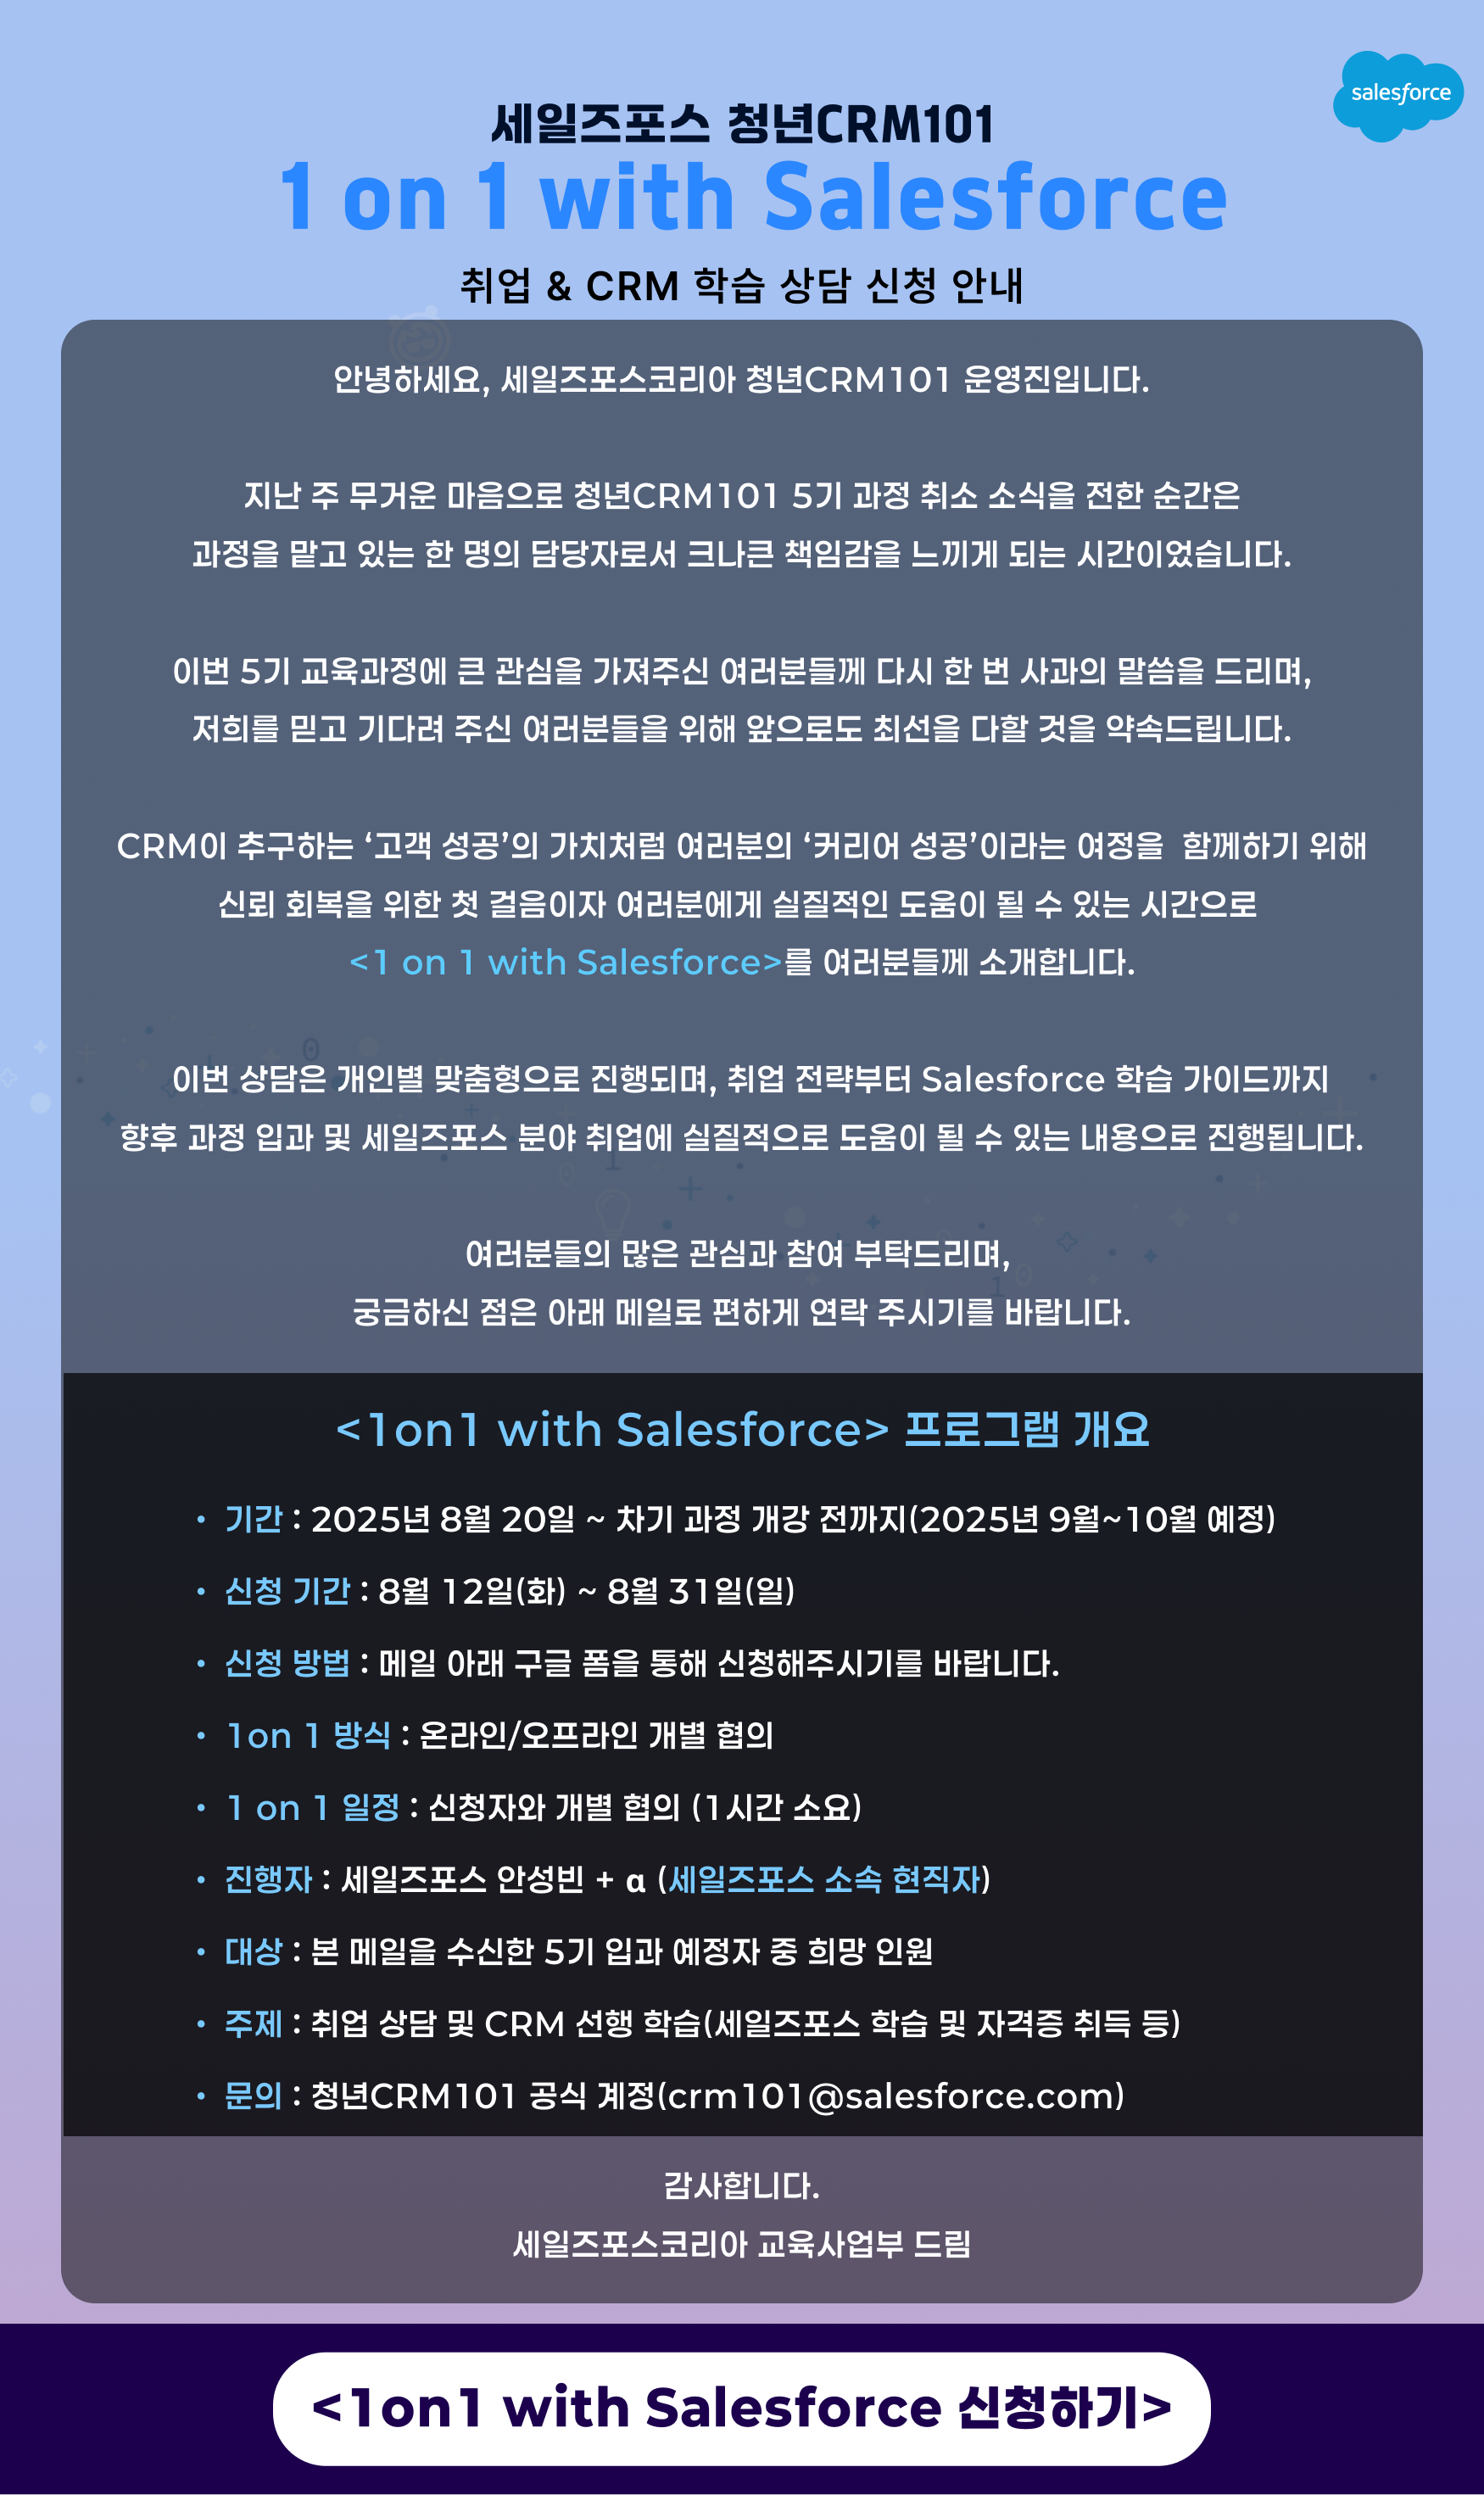 salesforce
세일즈포스 청년CRM101
1 on 1 with Salesforce
취업 & CRM 학습 상담 신청 안내
안녕하세요, 세일즈포스코리아 청년CRM101 운영진입니다.
지난 주 무거운 마음으로 청년CRM101 5기 과정 취소 소식을 전한 순간은
과정을 맡고 있는 한 명의 담당자로서 크나큰 책임감을 느끼게 되는 시간이었습니다.
이번 5기 교육과정에 큰 관심을 가져주신 여러분들께 다시 한 번 사과의 말씀을 드리며,
저희를 믿고 기다려 주신 여러분들을 위해 앞으로도 최선을 다할 것을 약속드립니다.
CRM이 추구하는 ‘고객 성공’의 가치처럼 여러분의 ‘커리어 성공’이라는 여정을 함께하기 위해
신뢰 회복을 위한 첫 걸음이자 여러분에게 실질적인 도움이 될 수 있는 시간으로
<1 on 1 with Salesforce>를 여러분들께 소개합니다.
이번 상담은 개인별 맞춤형으로 진행되며, 취업 전략부터 Salesforce 학습 가이드까지
향후 과정 입과 및 세일즈포스 분야 취업에 실질적으로 도움이 될 수 있는 내용으로 진행됩니다.
여러분들의 많은 관심과 참여 부탁드리며,
궁금하신 점은 아래 메일로 편하게 연락 주시기를 바랍니다.
<1on1 with Salesforce> 프로그램 개요
• 기간 : 2025년 8월 20일 ~ 차기 과정 개강 전까지(2025년 9월~10월 예정)
• 신청 기간 : 8월 12일(화) ~ 8월 31일(일)
• 신청 방법 : 메일 아래 구글 폼을 통해 신청해주시기를 바랍니다.
• 1on 1 방식 : 온라인/오프라인 개별 협의
• 1 on 1 일정 : 신청자와 개별 협의 (1시간 소요)
• 진행자 : 세일즈포스 안성빈 + α (세일즈포스 소속 현직자)
• 대상 : 본 메일을 수신한 5기 입과 예정자 중 희망 인원
• 주제 : 취업 상담 및 CRM 선행 학습(세일즈포스 학습 및 자격증 취득 등)
• 문의 : 청년CRM101 공식 계정(crm101@salesforce.com)
감사합니다.
세일즈포스코리아 교육사업부 드림
<1on1 with Salesforce 신청하기>